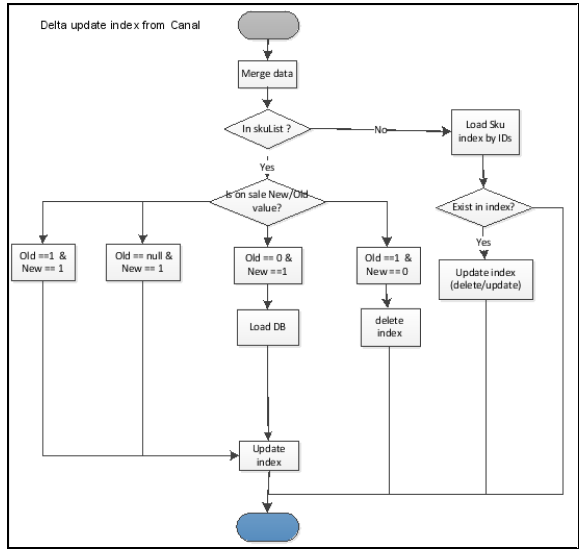 Delta update index from Canal
Merge data
In skuList ?
No
Load Sku
index by IDs
Yes
Is on sale New/Old
value?
Exist in index?
Yes
Old ==1 &
New == 1
Old == null &
New == 1
Old == 0 &
New ==1
Old ==1 &
New ==0
Update index
(delete/update)
Load DB
delete
index
Update
index